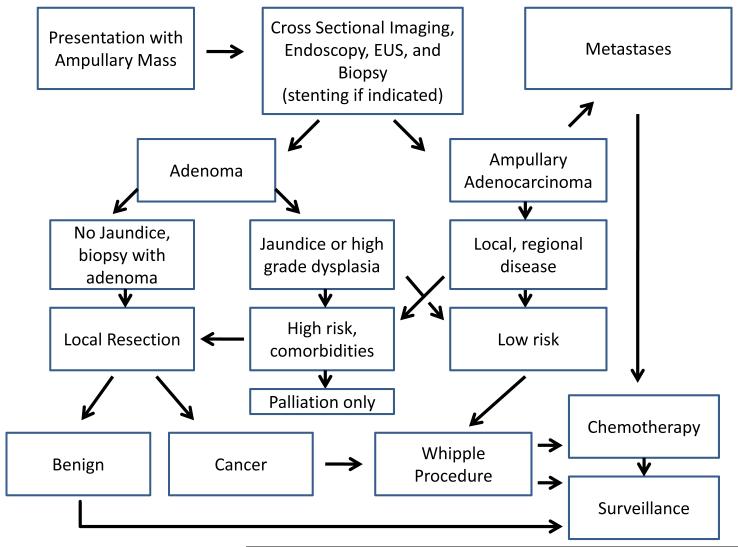 Presentation with
Ampullary Mass
Cross Sectional Imaging,
Endoscopy, EUS, and
Biopsy
(stenting if indicated)
Metastases
Adenoma
Ampullary
Adenocarcinoma
No Jaundice,
biopsy with
adenoma
Jaundice or high
grade dysplasia
Local, regional
disease
Local Resection
High risk,
comorbidities
Low risk
Palliation only
Benign
Cancer
Whipple
Procedure
Chemotherapy
Surveillance